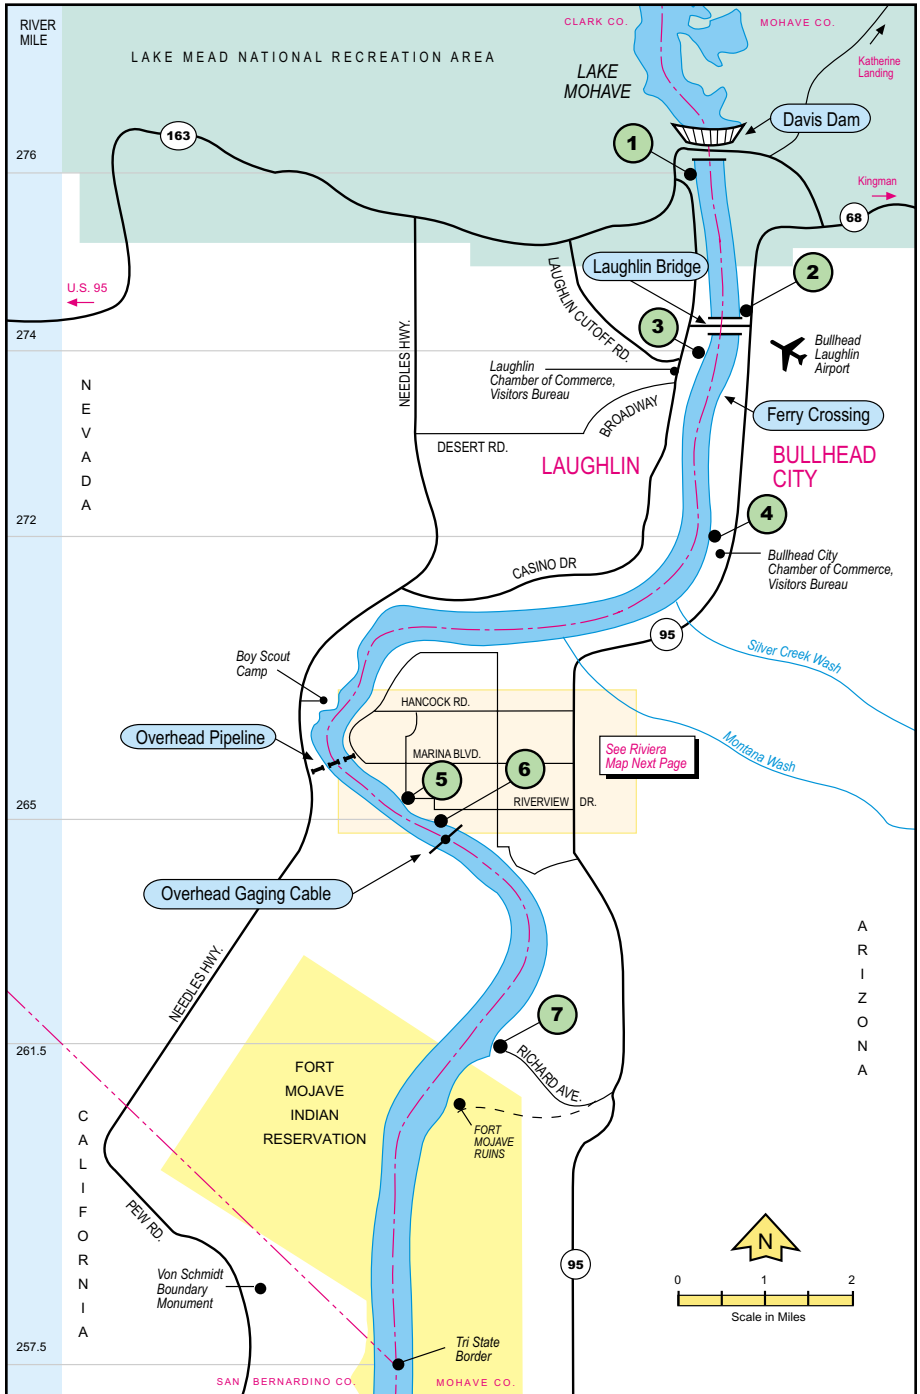 RIVER
MILE
CLARK CO.
MOHAVE CO.
LAKE MEAD NATIONAL RECREATION AREA
LAKE
MOHAVE
Katherine
Landing
Davis Dam
163
1
276
Kingman
68
Laughlin Bridge
2
U.S. 95
LAUGHLIN CUTOFF RD.
3
274
NEEDLES HWY.
Bullhead
Laughlin
Airport
Laughlin
Chamber of Commerce,
Visitors Bureau
NEVADA
BROADWAY
Ferry Crossing
DESERT RD.
LAUGHLIN
BULLHEAD
CITY
4
272
CASINO DR
Bullhead City
Chamber of Commerce,
Visitors Bureau
95
Silver Creek Wash
Boy Scout
Camp
HANCOCK RD.
Overhead Pipeline
Montana Wash
MARINA BLVD.
See Riviera
Map Next Page
5
6
RIVERVIEW DR.
265
Overhead Gaging Cable
ARIZONA
NEEDLES HWY.
7
261.5
RICHARD AVE.
FORT
MOJAVE
INDIAN
RESERVATION
CALIFORNIA
FORT
MOJAVE
RUINS
PEW RD.
N
Von Schmidt
Boundary
Monument
95
0 1 2
Scale in Miles
257.5
Tri State
Border
SAN BERNARDINO CO.
MOHAVE CO.